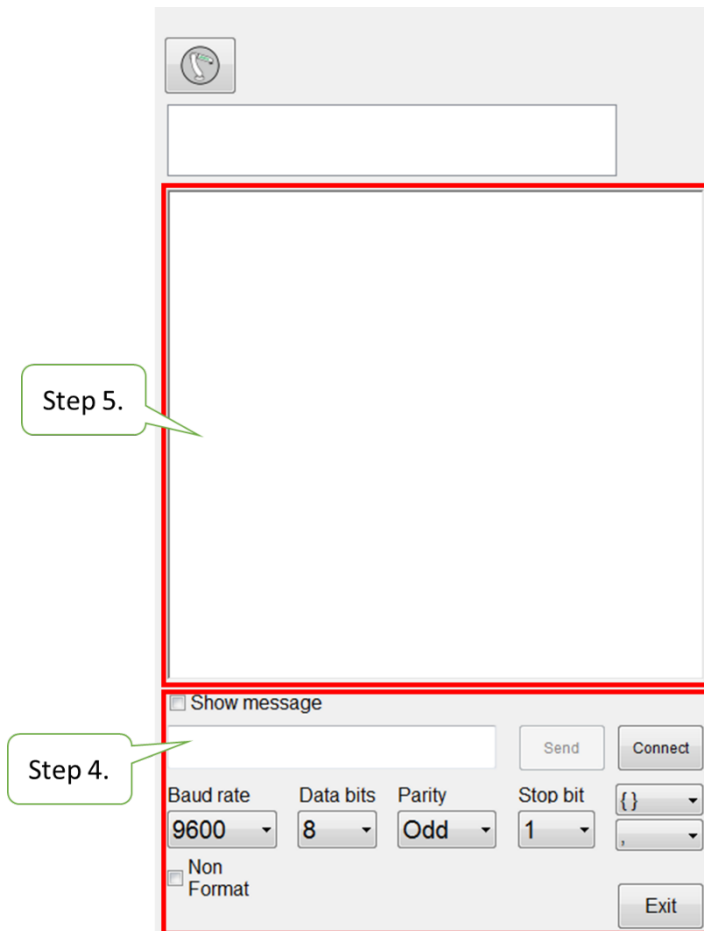 Step 5.
Show message
Step 4.
Send
Connect
Baud rate
Data bits
Parity
Stop bit
{ }
9600
8
Odd
1
,
Non
Format
Exit